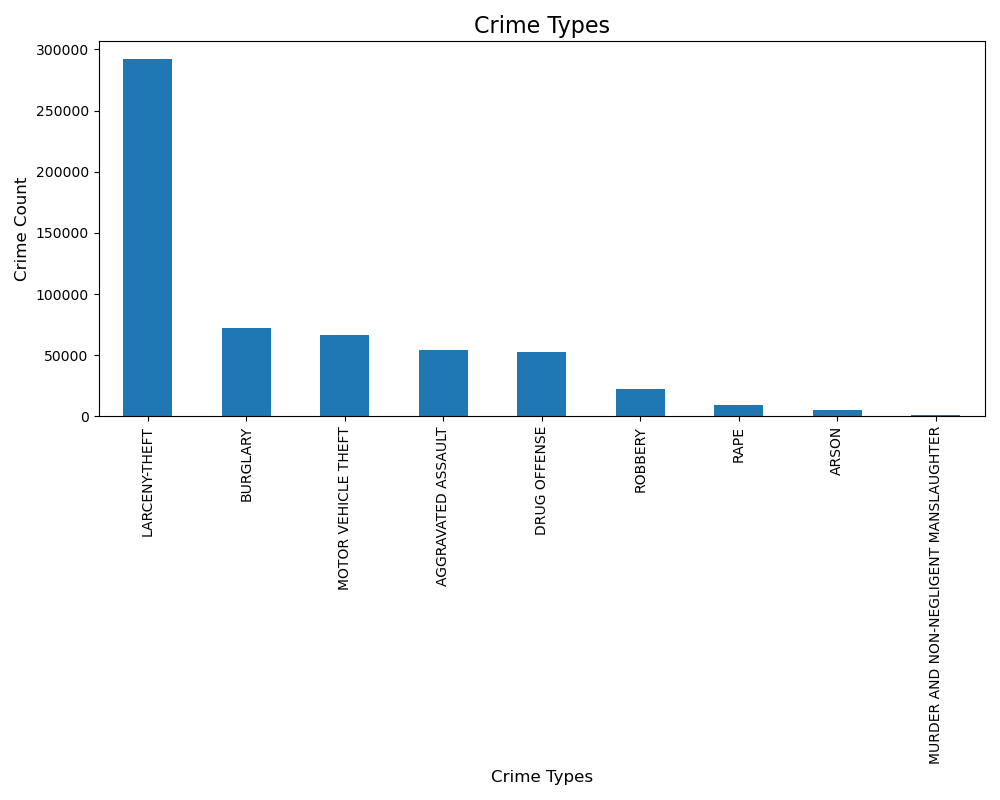 Crime Types
Crime Count
300000
250000
200000
150000
100000
50000
0
LARCENY-THEFT
BURGLARY
MOTOR VEHICLE THEFT
AGGRAVATED ASSAULT
DRUG OFFENSE
ROBBERY
RAPE
ARSON
MURDER AND NON-NEGLIGENT MANSLAUGHTER
Crime Types